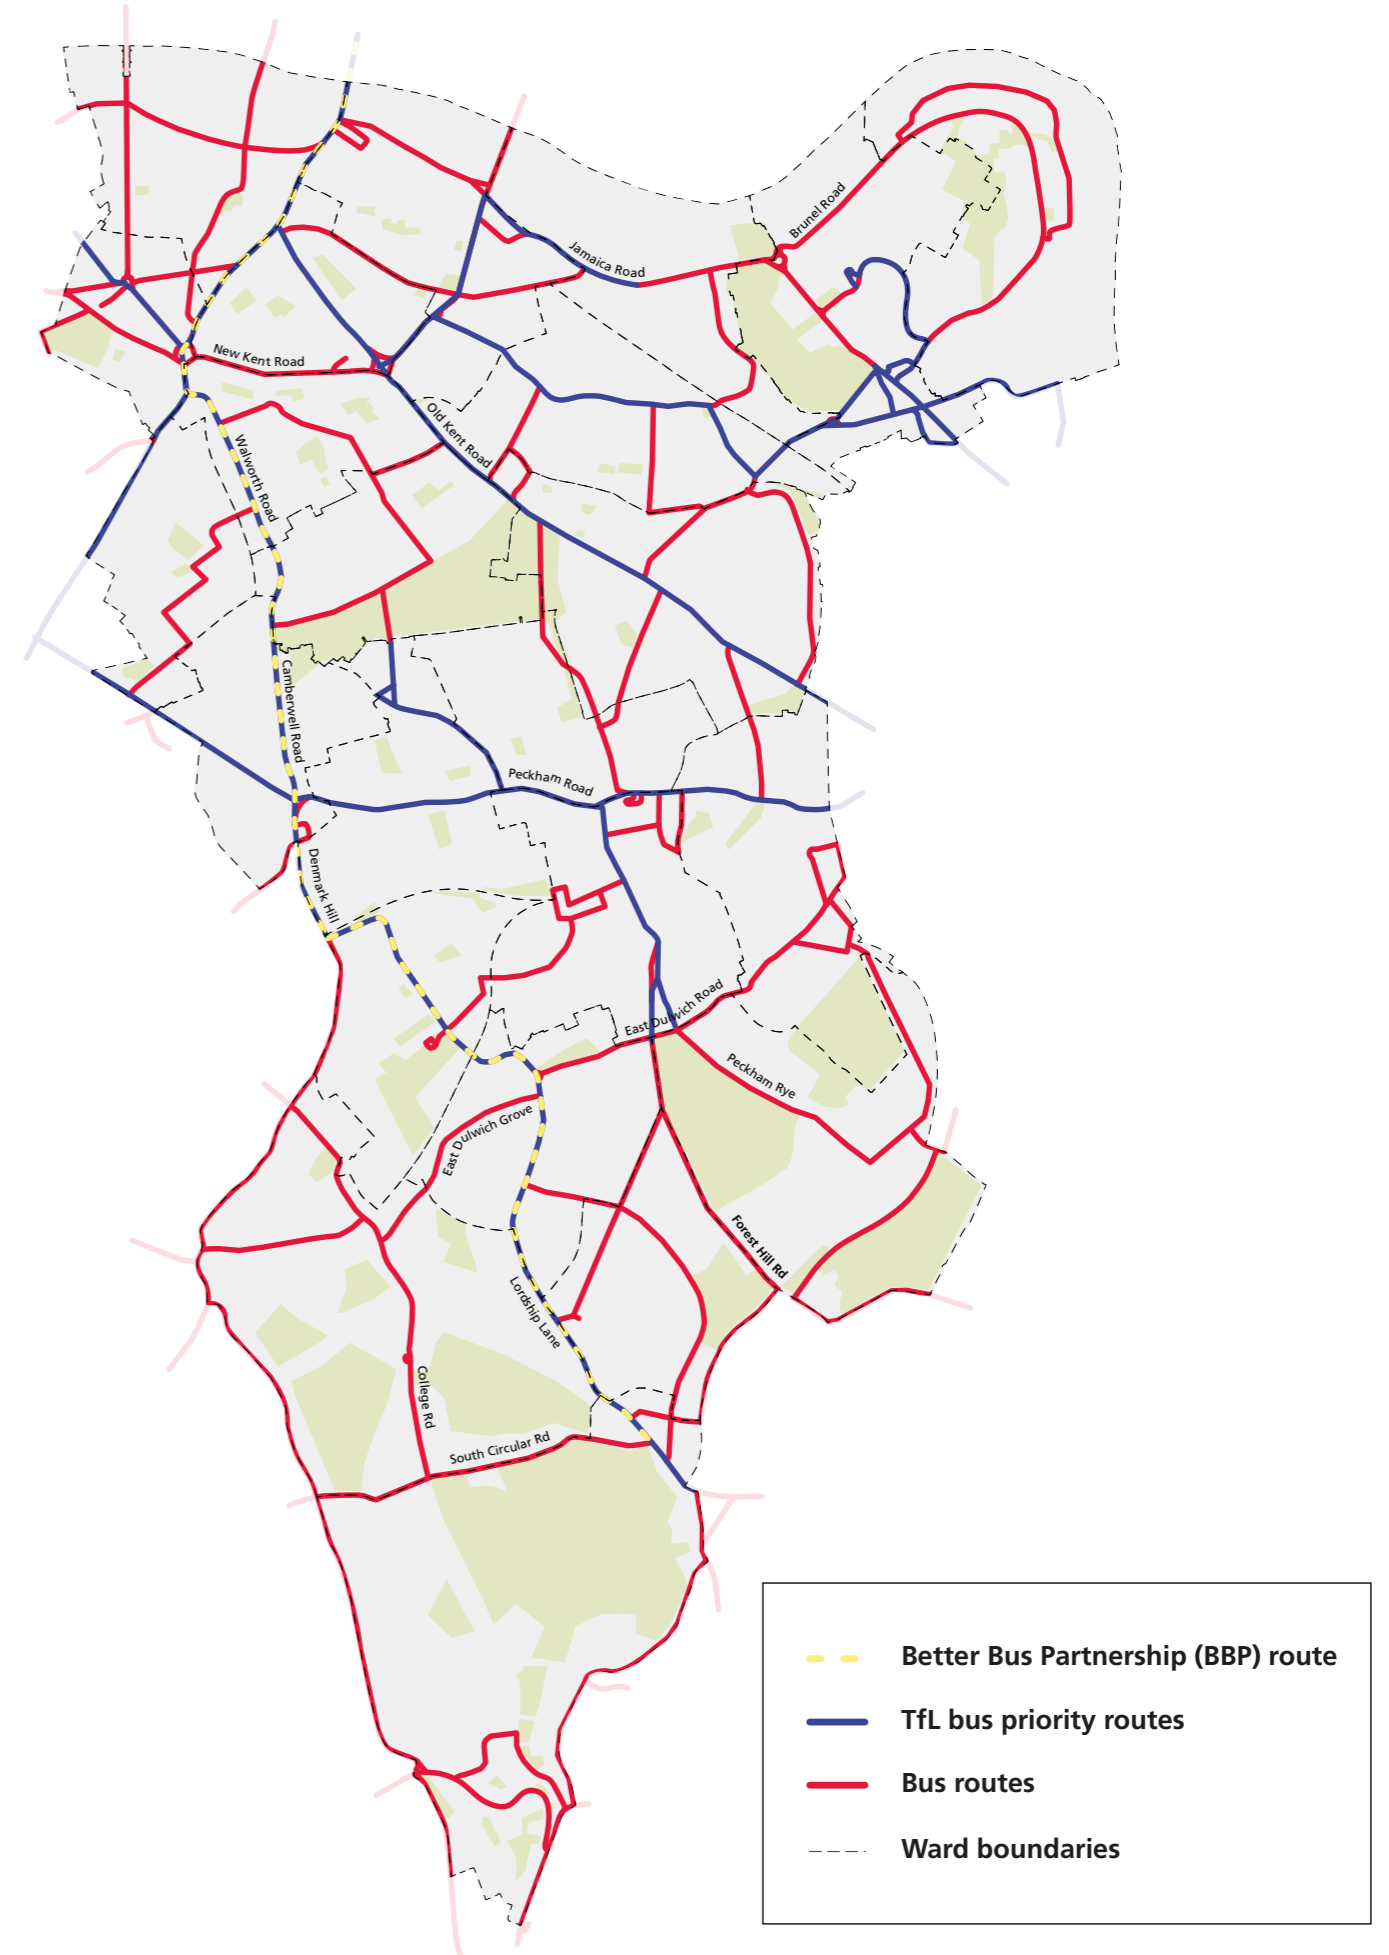 Brunel Road
Jamaica Road
New Kent Road
Old Kent Road
Walworth Road
Camberwell Road
Peckham Road
Denmark Hill
East Dulwich Road
Peckham Rye
East Dulwich Grove
Forest Hill Rd
Lordship Lane
College Rd
South Circular Rd
Better Bus Partnership (BBP) route
TfL bus priority routes
Bus routes
Ward boundaries